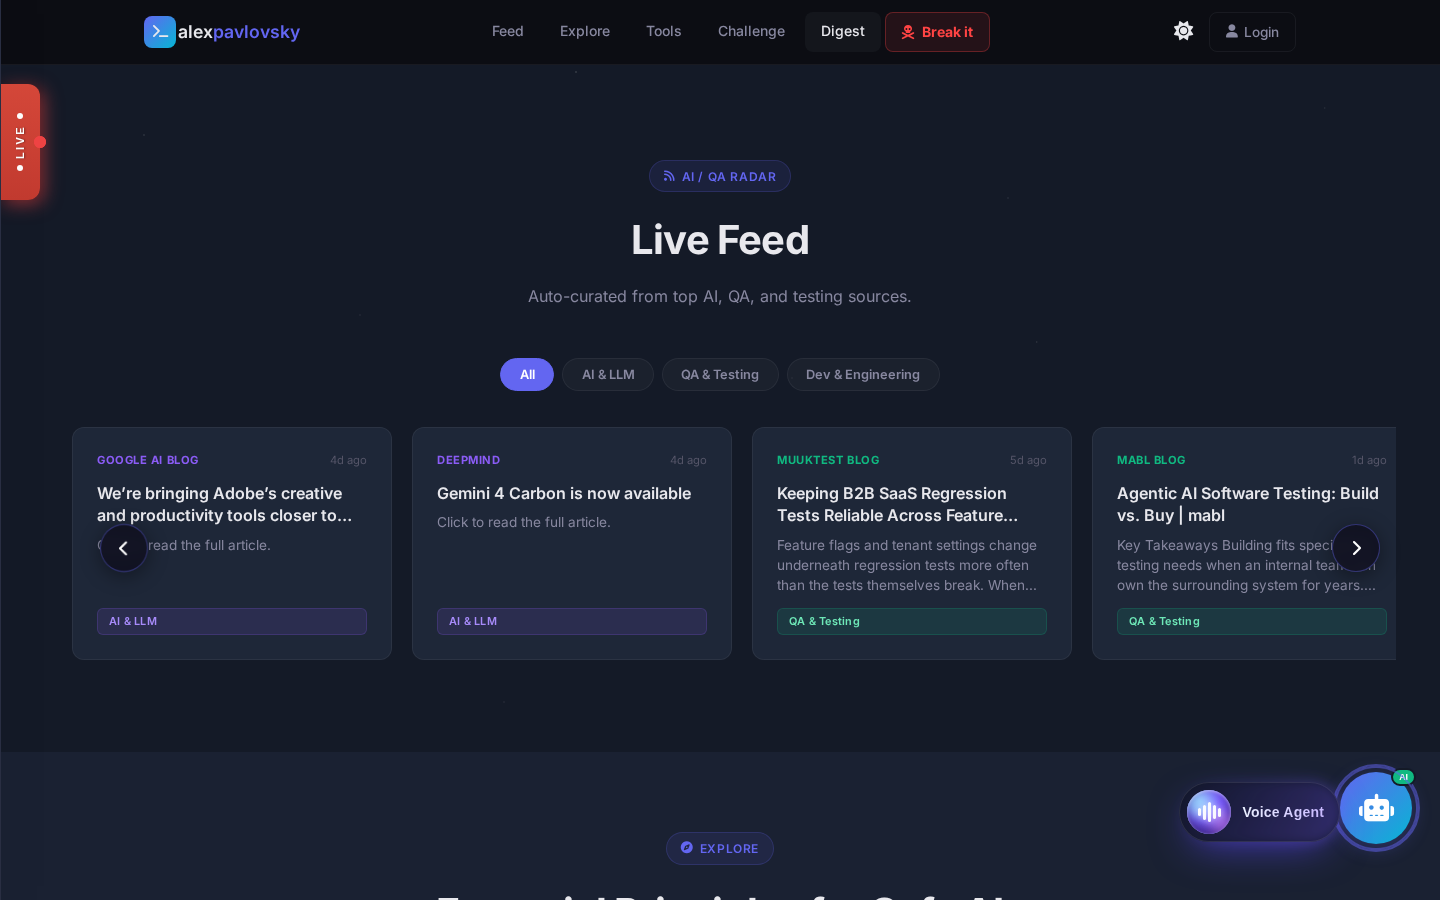 alexpavlovsky
Feed
Explore
Tools
Challenge
Digest
Break it
Login
LIVE
AI / QA RADAR
Live Feed
Auto-curated from top AI, QA, and testing sources.
All
AI & LLM
QA & Testing
Dev & Engineering
GOOGLE AI BLOG
4d ago
We’re bringing Adobe’s creative
and productivity tools closer to...
read the full article.
AI & LLM
DEEPMIND
4d ago
Gemini 4 Carbon is now available
Click to read the full article.
AI & LLM
MUUKTEST BLOG
5d ago
Keeping B2B SaaS Regression
Tests Reliable Across Feature...
Feature flags and tenant settings change
underneath regression tests more often
than the tests themselves break. When...
QA & Testing
MABL BLOG
1d ago
Agentic AI Software Testing: Build
vs. Buy | mabl
Key Takeaways Building fits
testing needs when an internal
own the surrounding system for years....
QA & Testing
EXPLORE
AI
Voice Agent